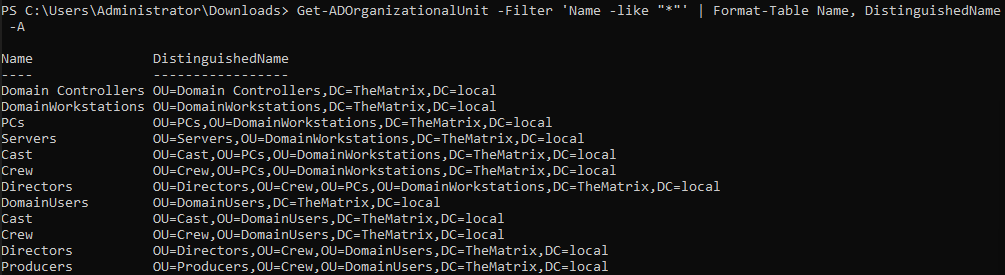 PS C:\Users\Administrator\Downloads> Get-ADOrganizationalUnit -Filter 'Name -like "*"' | Format-Table Name, DistinguishedName
 -A
Name               DistinguishedName
----               -----------------
Domain Controllers OU=Domain Controllers,DC=TheMatrix,DC=local
DomainWorkstations OU=DomainWorkstations,DC=TheMatrix,DC=local
PCs                OU=PCs,OU=DomainWorkstations,DC=TheMatrix,DC=local
Servers            OU=Servers,OU=DomainWorkstations,DC=TheMatrix,DC=local
Cast               OU=Cast,OU=PCs,OU=DomainWorkstations,DC=TheMatrix,DC=local
Crew               OU=Crew,OU=PCs,OU=DomainWorkstations,DC=TheMatrix,DC=local
Directors          OU=Directors,OU=Crew,OU=PCs,OU=DomainWorkstations,DC=TheMatrix,DC=local
DomainUsers        OU=DomainUsers,DC=TheMatrix,DC=local
Cast               OU=Cast,OU=DomainUsers,DC=TheMatrix,DC=local
Crew               OU=Crew,OU=DomainUsers,DC=TheMatrix,DC=local
Directors          OU=Directors,OU=Crew,OU=DomainUsers,DC=TheMatrix,DC=local
Producers          OU=Producers,OU=Crew,OU=DomainUsers,DC=TheMatrix,DC=local